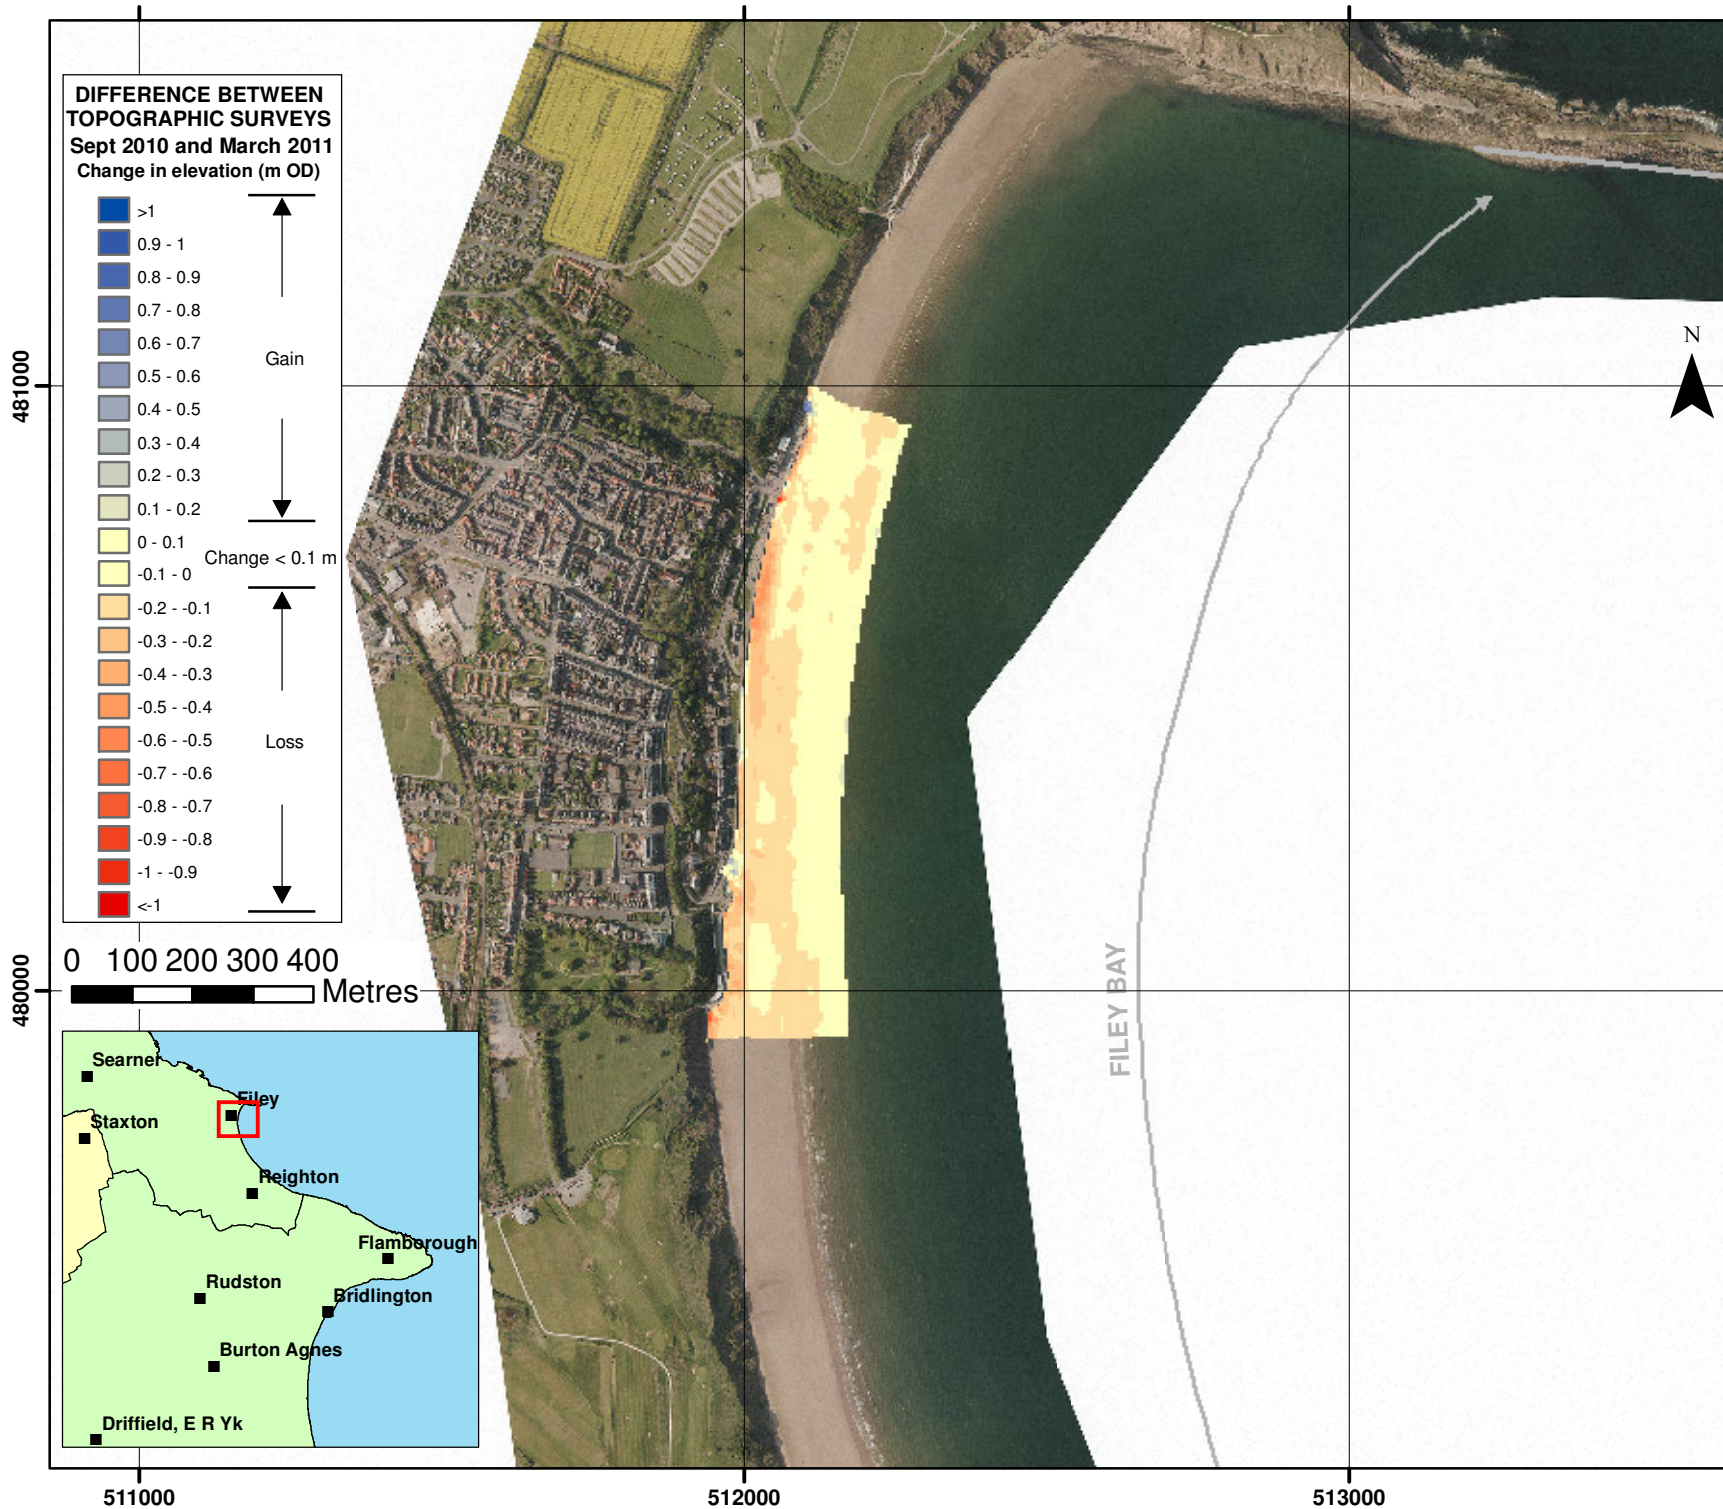 DIFFERENCE BETWEEN
TOPOGRAPHIC SURVEYS
Sept 2010 and March 2011
Change in elevation (m OD)
>1
0.9 - 1
0.8 - 0.9
0.7 - 0.8
0.6 - 0.7
0.5 - 0.6
0.4 - 0.5
0.3 - 0.4
0.2 - 0.3
0.1 - 0.2
0 - 0.1
-0.1 - 0
-0.2 - -0.1
-0.3 - -0.2
-0.4 - -0.3
-0.5 - -0.4
-0.6 - -0.5
-0.7 - -0.6
-0.8 - -0.7
-0.9 - -0.8
-1 - -0.9
<-1
Gain
Change < 0.1 m
Loss
0 100 200 300 400
Metres
Searner
Filey
Staxton
Reighton
Flamborough
Rudston
Bridlington
Burton Agnes
Driffield, E R Yk
FILEY BAY
N
481000
480000
511000
512000
513000